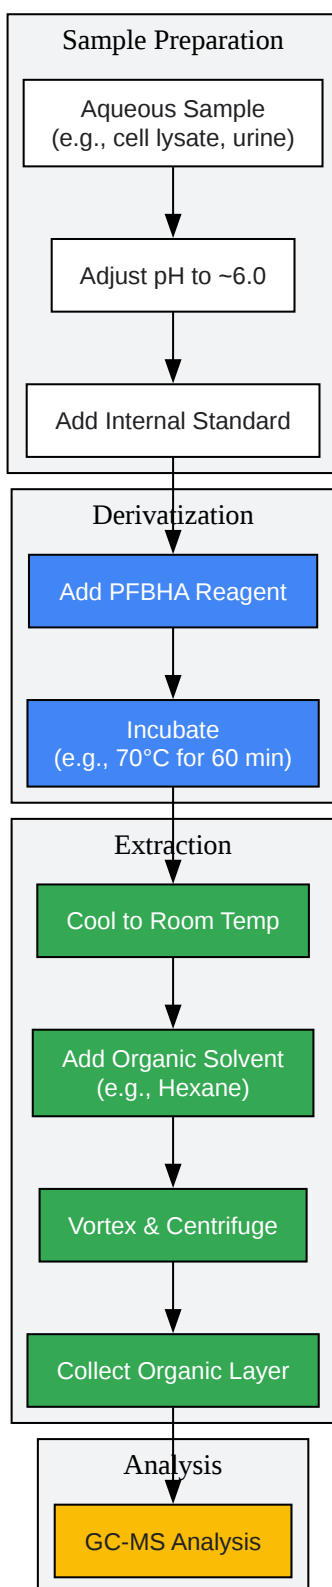 Sample Preparation
Aqueous Sample
(e.g., cell lysate, urine)
Adjust pH to ~6.0
Add Internal Standard
Derivatization
Add PFBHA Reagent
Incubate
(e.g., 70°C for 60 min)
Extraction
Cool to Room Temp
Add Organic Solvent
(e.g., Hexane)
Vortex & Centrifuge
Collect Organic Layer
Analysis
GC-MS Analysis